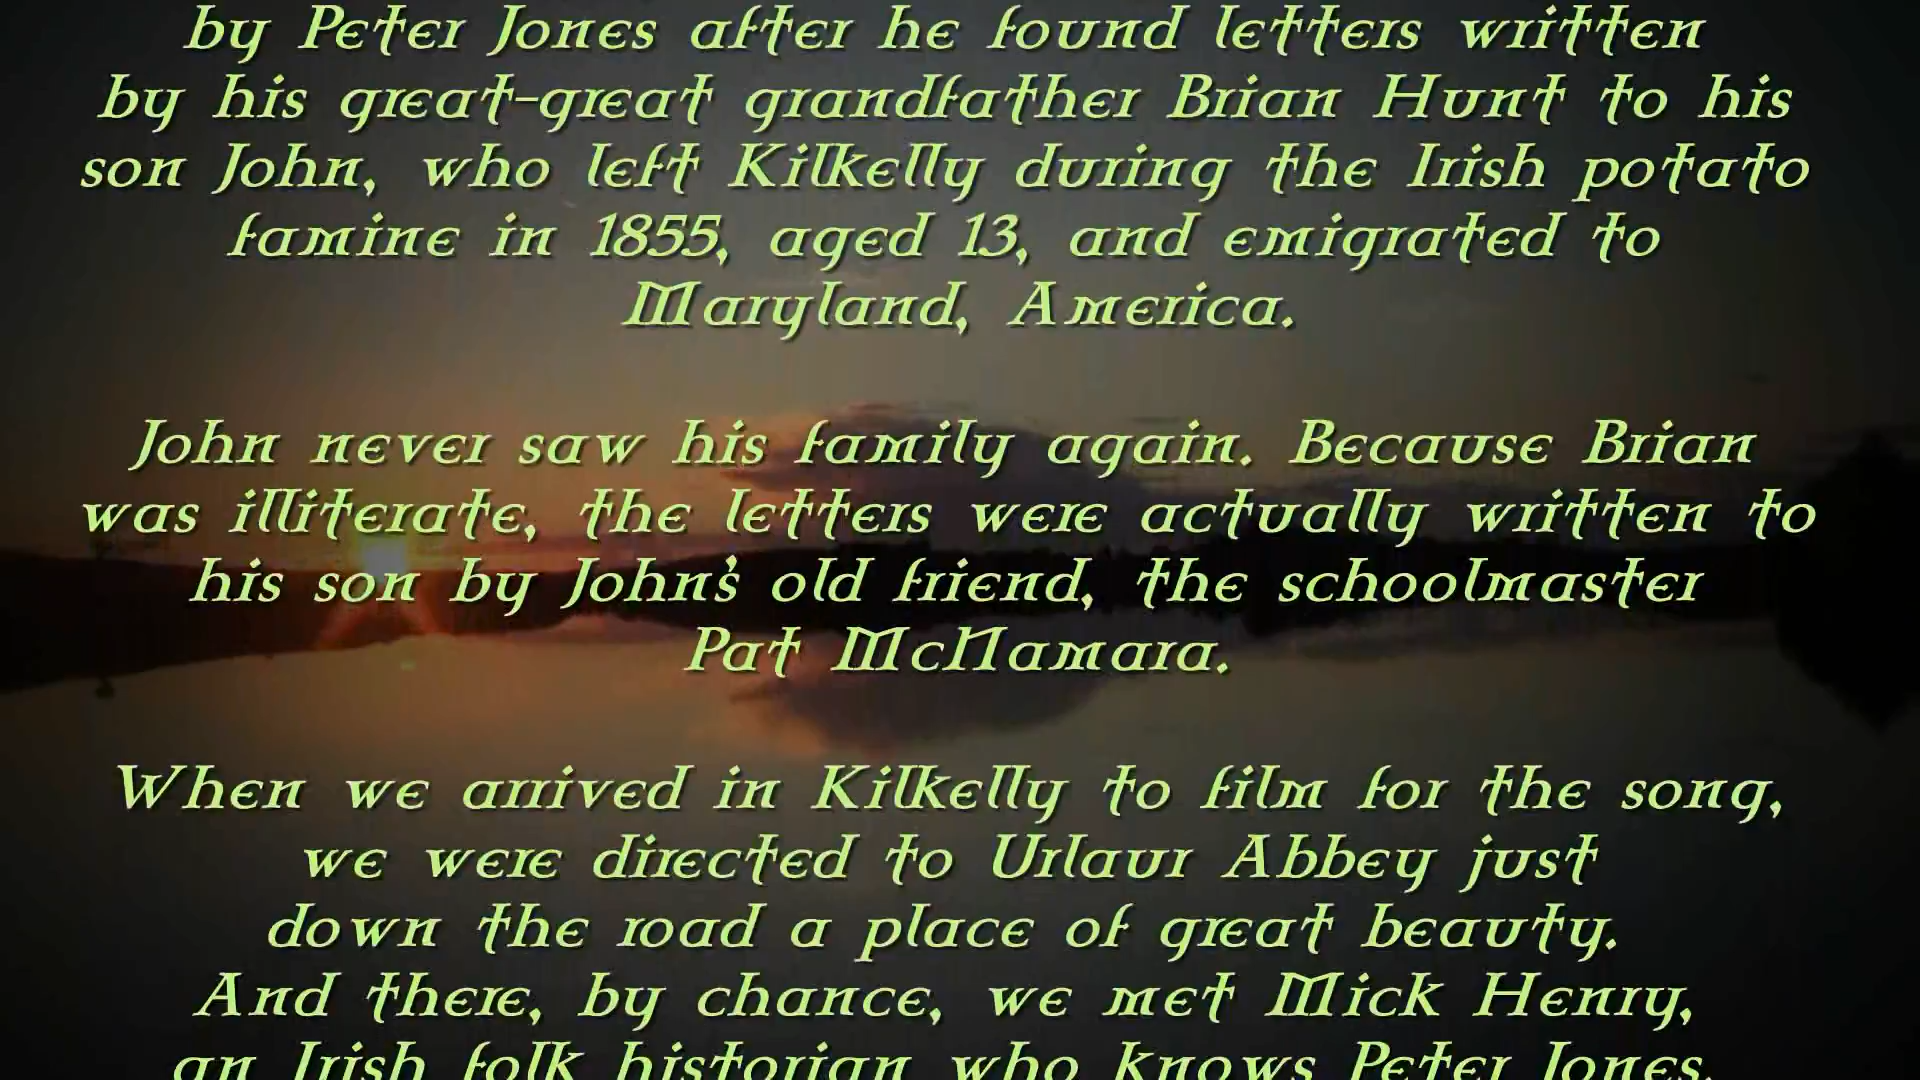 by Peter Jones after he found letters written
by his great-great grandfather Brian Hunt to his
son John, who left Kilkelly during the Irish potato
famine in 1855, aged 13, and emigrated to
Maryland, America.
John never saw his family again. Because Brian
was illiterate, the letters were actually written to
his son by John's old friend, the schoolmaster
Pat McNamara.
When we arrived in Kilkelly to film for the song,
we were directed to Urlaur Abbey just
down the road a place of great beauty.
And there, by chance, we met Mick Henry,
an Irish folk historian who knows Peter Jones.